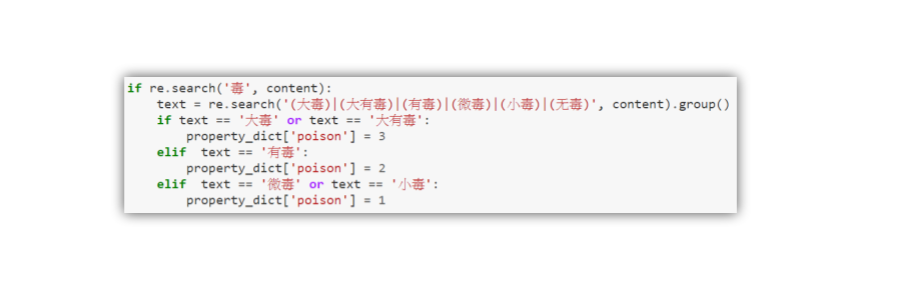 if re.search('毒', content):
    text = re.search('(大毒)|(大有毒)|(有毒)|(微毒)|(小毒)|(无毒)', content).group()
    if text == '大毒' or text == '大有毒':
        property_dict['poison'] = 3
    elif  text == '有毒':
        property_dict['poison'] = 2
    elif  text == '微毒' or text == '小毒':
        property_dict['poison'] = 1